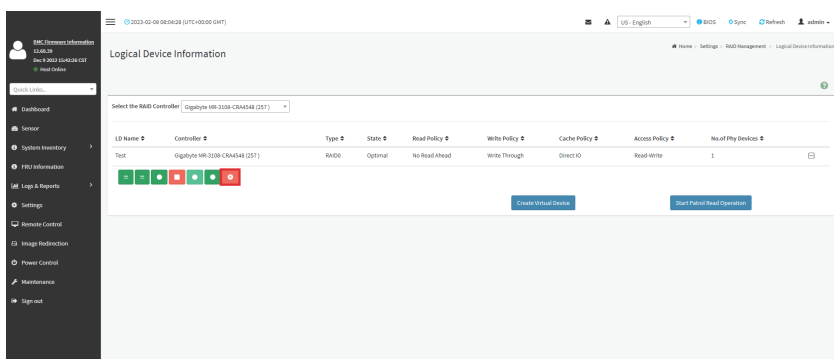 2023-02-09 08:04:28 (UTC+00:00 GMT)
US - English
BIOS
Sync
Refresh
admin
BMC Firmware Information
12.60.39
Dec 9 2022 15:42:26 CST
Host Online
Quick Links...
Dashboard
Sensor
System Inventory
FRU Information
Logs & Reports
Settings
Remote Control
Image Redirection
Power Control
Maintenance
Sign out
Logical Device Information
Home > Settings > RAID Management > Logical Device Information
Select the RAID Controller Gigabyte MR-3108-CRA4548 (257 )
LD Name Controller Type State Read Policy Write Policy Cache Policy Access Policy No.of Phy Devices
Test Gigabyte MR-3108-CRA4548 (257 ) RAID0 Optimal No Read Ahead Write Through Direct IO Read-Write 1
Create Virtual Device Start Patrol Read Operation